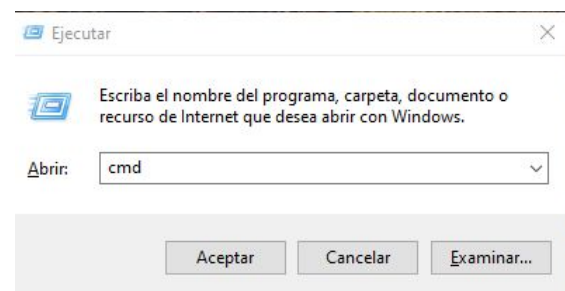 Ejecutar
Escriba el nombre del programa, carpeta, documento o
recurso de Internet que desea abrir con Windows.
Abrir: cmd
Aceptar Cancelar Examinar...